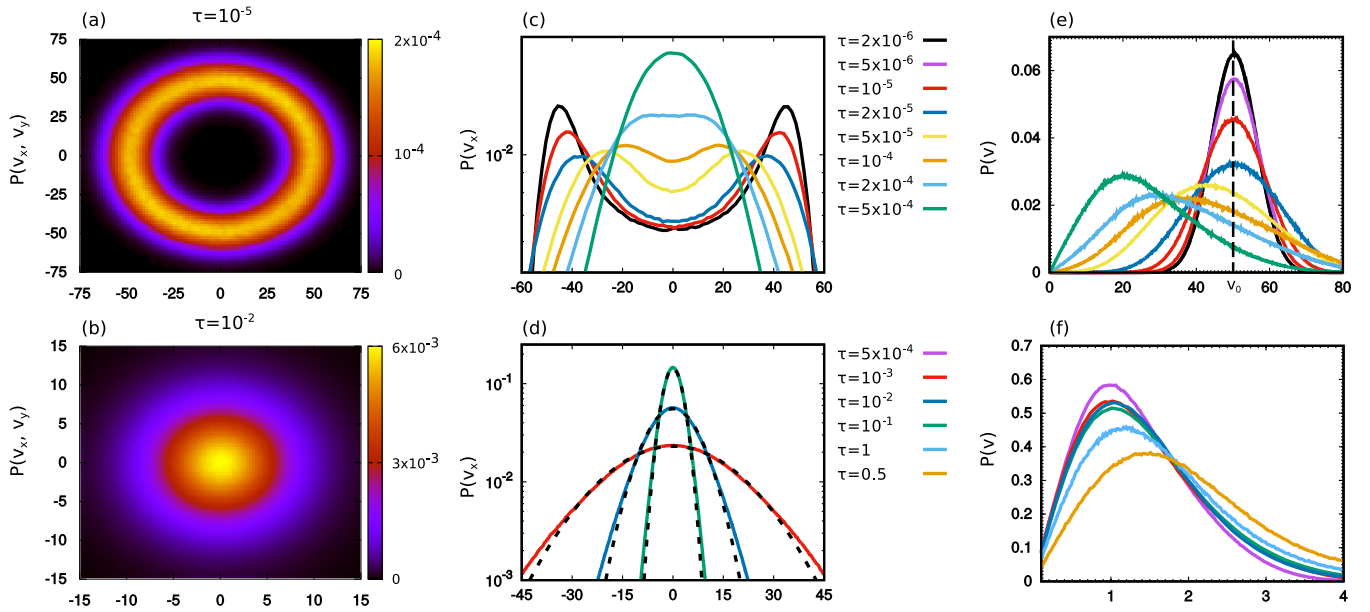 (a)
τ=10⁻⁵
P(vₓ, v_y)
75
50
25
0
-25
-50
-75
-75 -50 -25 0 25 50 75
2x10⁻⁴
10⁻⁴
0
(b)
τ=10⁻²
P(vₓ, v_y)
15
10
5
0
-5
-10
-15
-15 -10 -5 0 5 10 15
6x10⁻³
3x10⁻³
0
(c)
P(vₓ)
10⁻²
-60 -40 -20 0 20 40 60
τ=2x10⁻⁶
τ=5x10⁻⁶
τ=10⁻⁵
τ=2x10⁻⁵
τ=5x10⁻⁵
τ=10⁻⁴
τ=2x10⁻⁴
τ=5x10⁻⁴
(d)
P(vₓ)
10⁻¹
10⁻²
10⁻³
-45 -30 -15 0 15 30 45
τ=5x10⁻⁴
τ=10⁻³
τ=10⁻²
τ=10⁻¹
τ=1
τ=0.5
(e)
P(v)
0.06
0.04
0.02
0
0 20 40 v₀ 60 80
(f)
P(v)
0.7
0.6
0.5
0.4
0.3
0.2
0.1
0
1 2 3 4